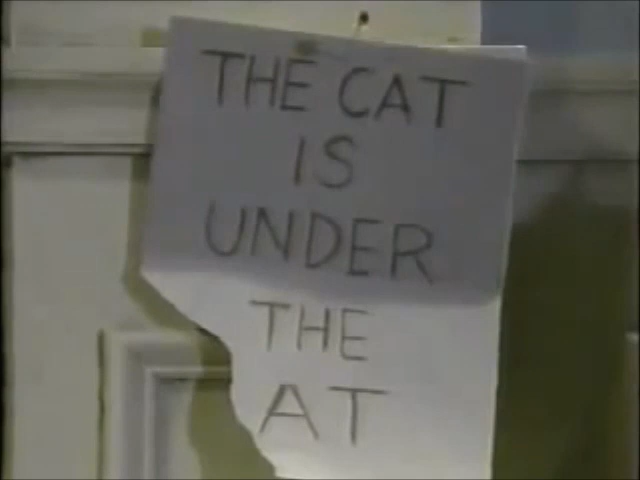 THE CAT
IS
UNDER
THE
AT